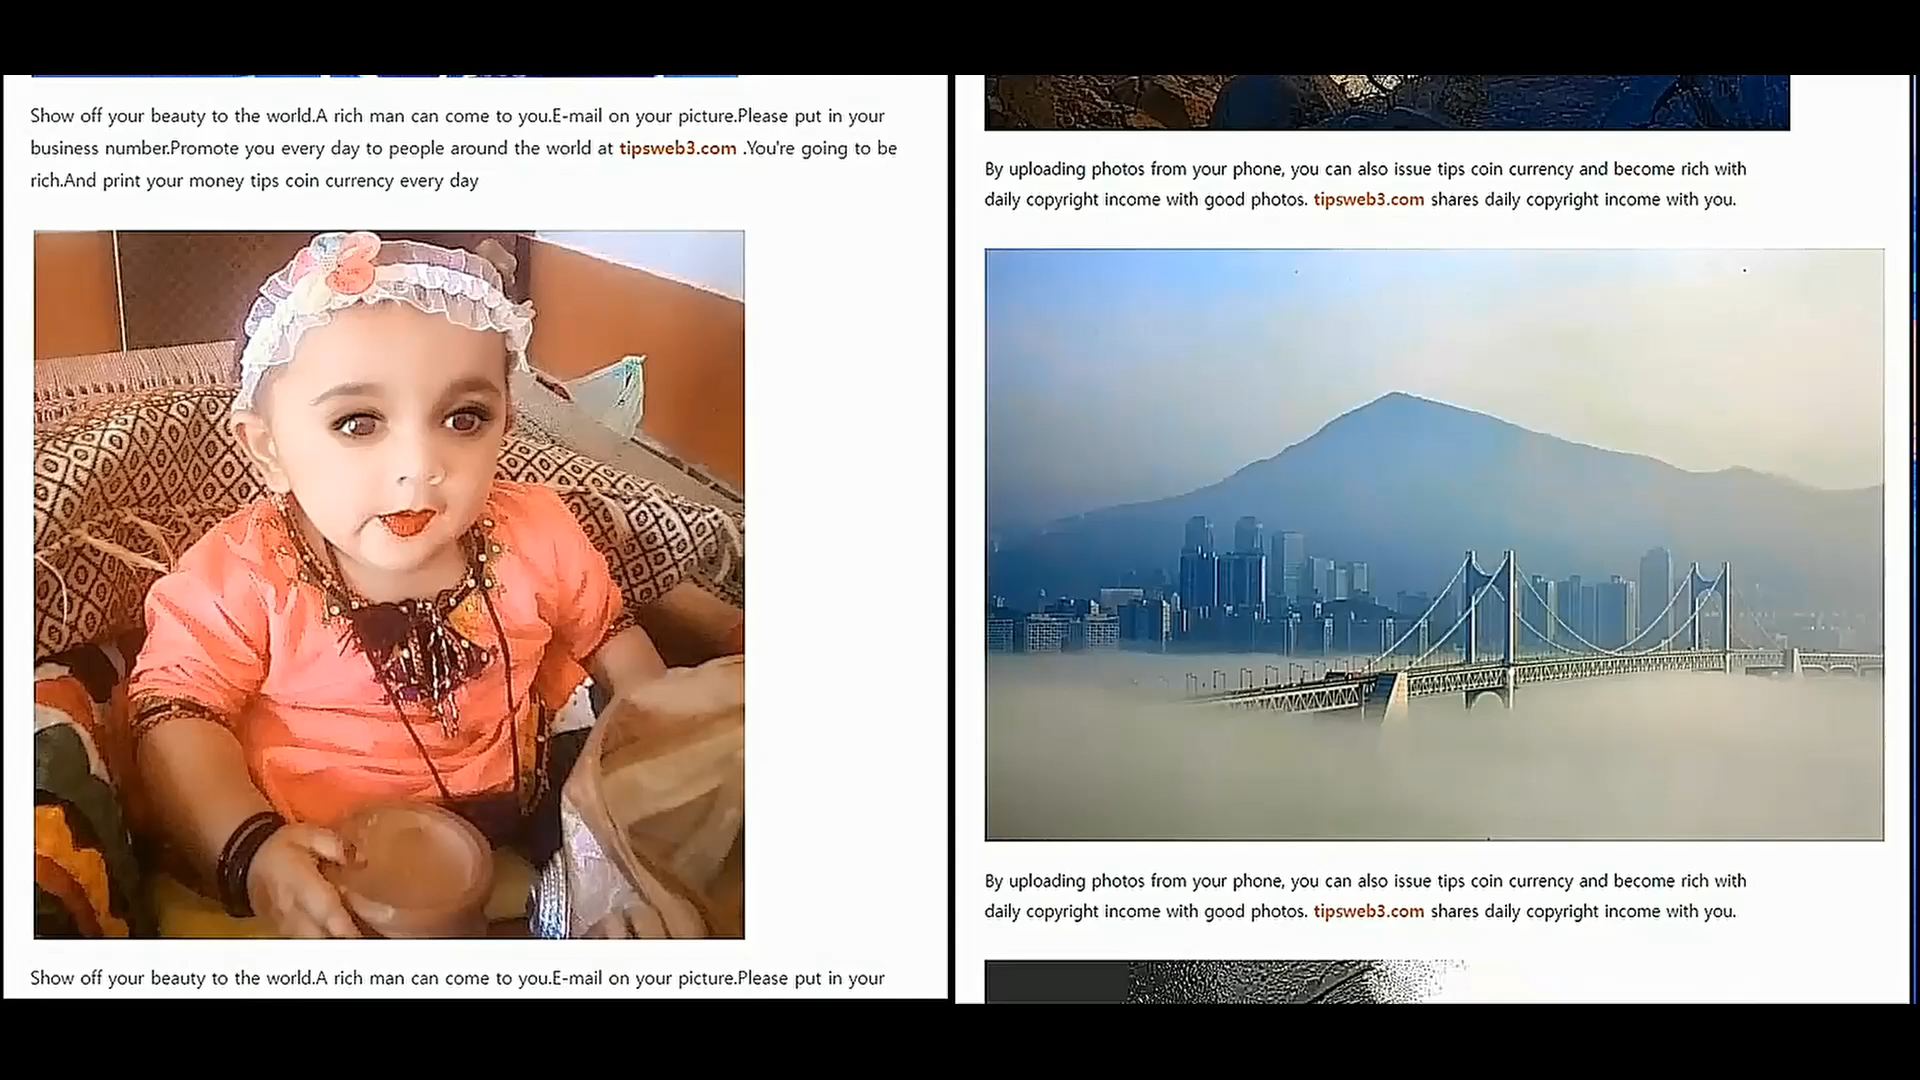 Show off your beauty to the world.A rich man can come to you.E-mail on your picture.Please put in your
business number.Promote you every day to people around the world at tipsweb3.com .You're going to be
rich.And print your money tips coin currency every day
Show off your beauty to the world.A rich man can come to you.E-mail on your picture.Please put in your
By uploading photos from your phone, you can also issue tips coin currency and become rich with
daily copyright income with good photos. tipsweb3.com shares daily copyright income with you.
By uploading photos from your phone, you can also issue tips coin currency and become rich with
daily copyright income with good photos. tipsweb3.com shares daily copyright income with you.